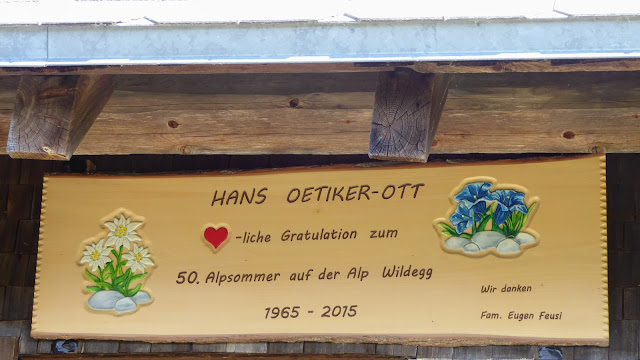 HANS OETIKER-OTT
-liche Gratulation zum
50. Alpsommer auf der Alp Wildegg
1965 - 2015
Wir danken
Fam. Eugen Feusi